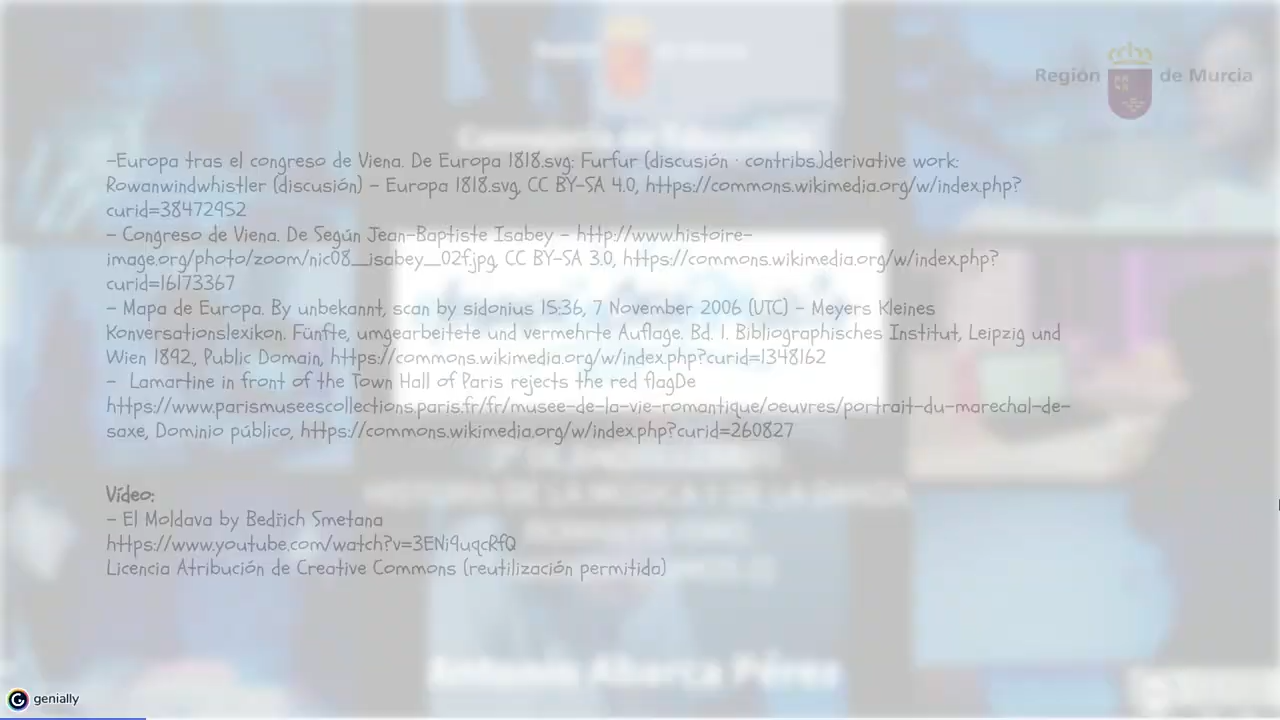 Región de Murcia
-Europa tras el congreso de Viena. De Europa 1818.svg: Furfur (discusión · contribs.)derivative work:
Rowanwindwhistler (discusión) - Europa 1818.svg, CC BY-SA 4.0, https://commons.wikimedia.org/w/index.php?
curid=38472952
- Congreso de Viena. De Según Jean-Baptiste Isabey - http://www.histoire-
image.org/photo/zoom/nic08_isabey_02f.jpg, CC BY-SA 3.0, https://commons.wikimedia.org/w/index.php?
curid=16173367
- Mapa de Europa. By unbekannt, scan by sidonius 15:36, 7 November 2006 (UTC) - Meyers Kleines
Konversationslexikon. Fünfte, umgearbeitete und vermehrte Auflage. Bd. 1. Bibliographisches Institut, Leipzig und
Wien 1892, Public Domain, https://commons.wikimedia.org/w/index.php?curid=1348162
- Lamartine in front of the Town Hall of Paris rejects the red flagDe
https://www.parismuseescollections.paris.fr/fr/musee-de-la-vie-romantique/oeuvres/portrait-du-marechal-de-
saxe, Dominio público, https://commons.wikimedia.org/w/index.php?curid=260827
Vídeo:
- El Moldava by Bedřich Smetana
https://www.youtube.com/watch?v=3ENi9uqcRfQ
Licencia Atribución de Creative Commons (reutilización permitida)
Antonio Aberca Pérez
genially